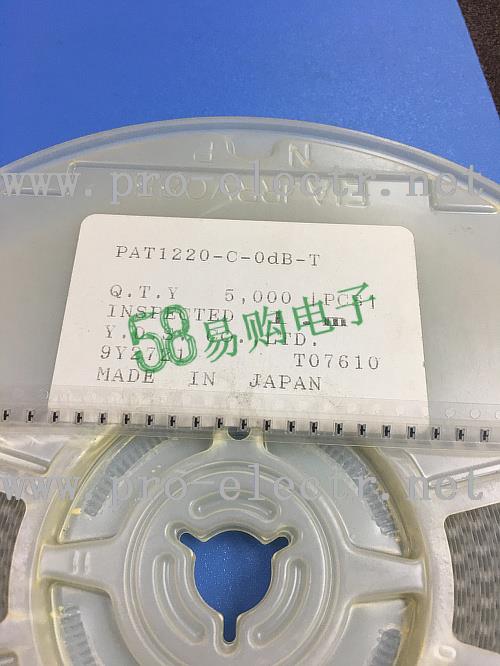 www.pro-electr.net
PAT1220-C-0dB-T
Q.T.Y 5,000 PCS
INSPECTED
58易购电子
LTD.
T07610
MADE IN JAPAN
www.pro-electr.net